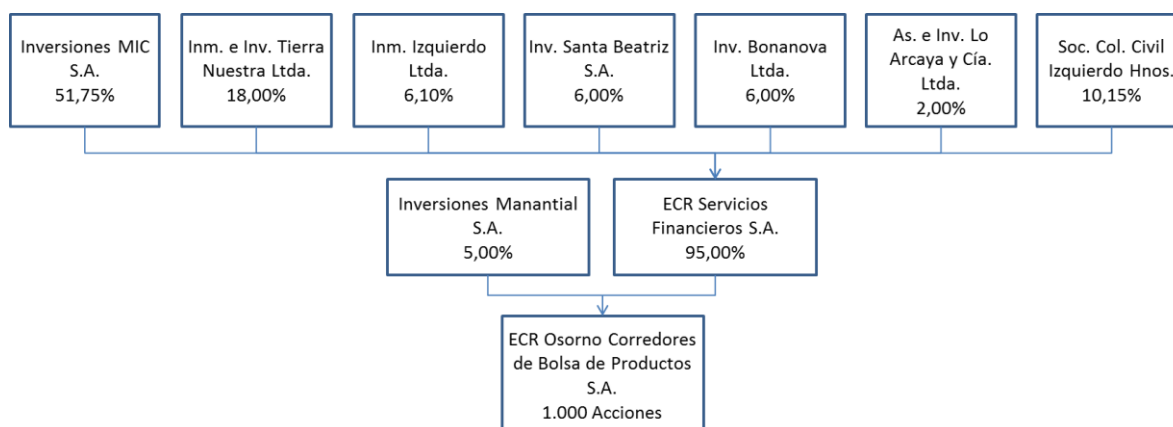 Inversiones MIC
S.A.
51,75%
Inm. e Inv. Tierra
Nuestra Ltda.
18,00%
Inm. Izquierdo
Ltda.
6,10%
Inv. Santa Beatriz
S.A.
6,00%
Inv. Bonanova
Ltda.
6,00%
As. e Inv. Lo
Arcaya y Cía.
Ltda.
2,00%
Soc. Col. Civil
Izquierdo Hnos.
10,15%
Inversiones Manantial
S.A.
5,00%
ECR Servicios
Financieros S.A.
95,00%
ECR Osorno Corredores
de Bolsa de Productos
S.A.
1.000 Acciones